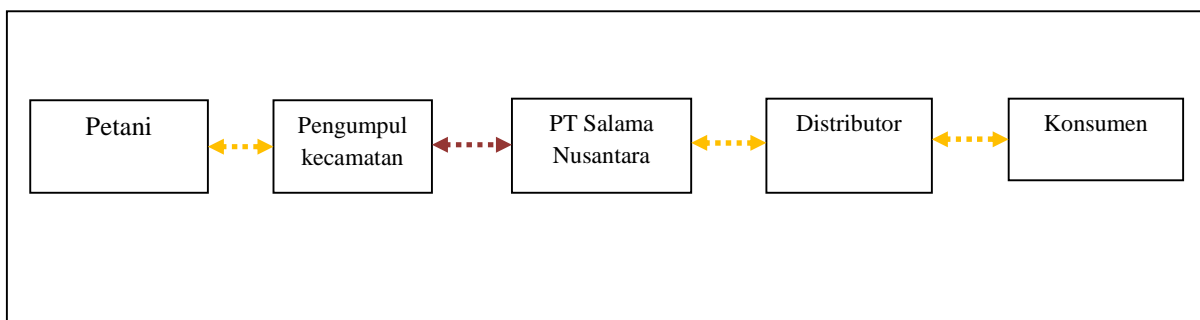 Petani
Pengumpul
kecamatan
PT Salama
Nusantara
Distributor
Konsumen